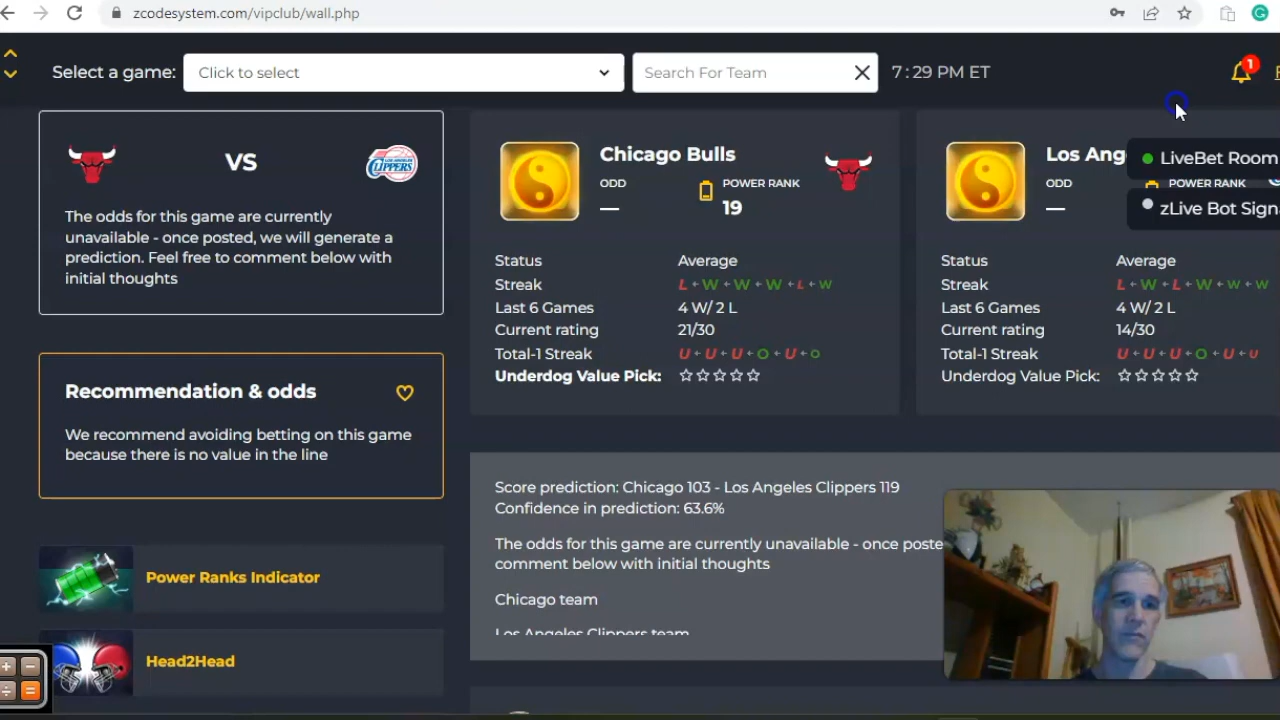 zcodesystem.com/vipclub/wall.php
Select a game:
Click to select
Search For Team
7:29 PM ET
1
VS
CLIPPERS
The odds for this game are currently
unavailable - once posted, we will generate a
prediction. Feel free to comment below with
initial thoughts
Recommendation & odds
We recommend avoiding betting on this game
because there is no value in the line
Power Ranks Indicator
Head2Head
Chicago Bulls
ODD
—
POWER RANK
19
Status Average
Streak L W W W L W
Last 6 Games 4 W/ 2 L
Current rating 21/30
Total-1 Streak U U U O U O
Underdog Value Pick:
Los Ang
ODD
—
POWER RANK
LiveBet Room
zLive Bot Sign
Status Average
Streak L W L W W W
Last 6 Games 4 W/ 2 L
Current rating 14/30
Total-1 Streak U U U O U U
Underdog Value Pick:
Score prediction: Chicago 103 - Los Angeles Clippers 119
Confidence in prediction: 63.6%
The odds for this game are currently unavailable - once poste
comment below with initial thoughts
Chicago team
Los Angeles Clippers team